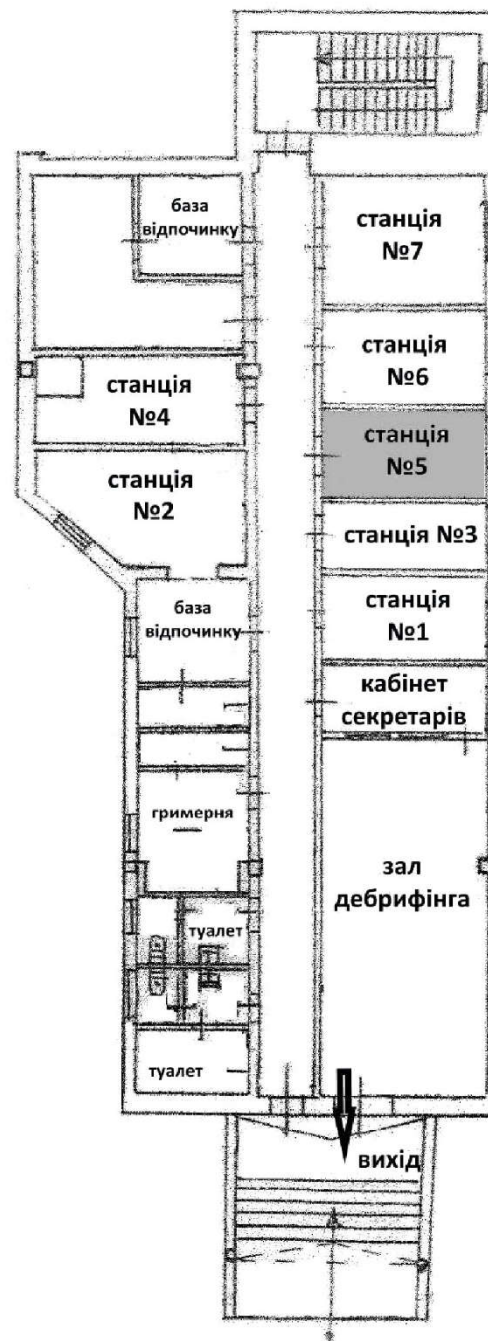 база
відпочинку
станція
№7
станція
№6
станція
№4
станція
№5
станція
№2
станція №3
станція
№1
база
відпочинку
кабінет
секретарів
гримерня
зал
дебрифінга
туалет
туалет
вихід